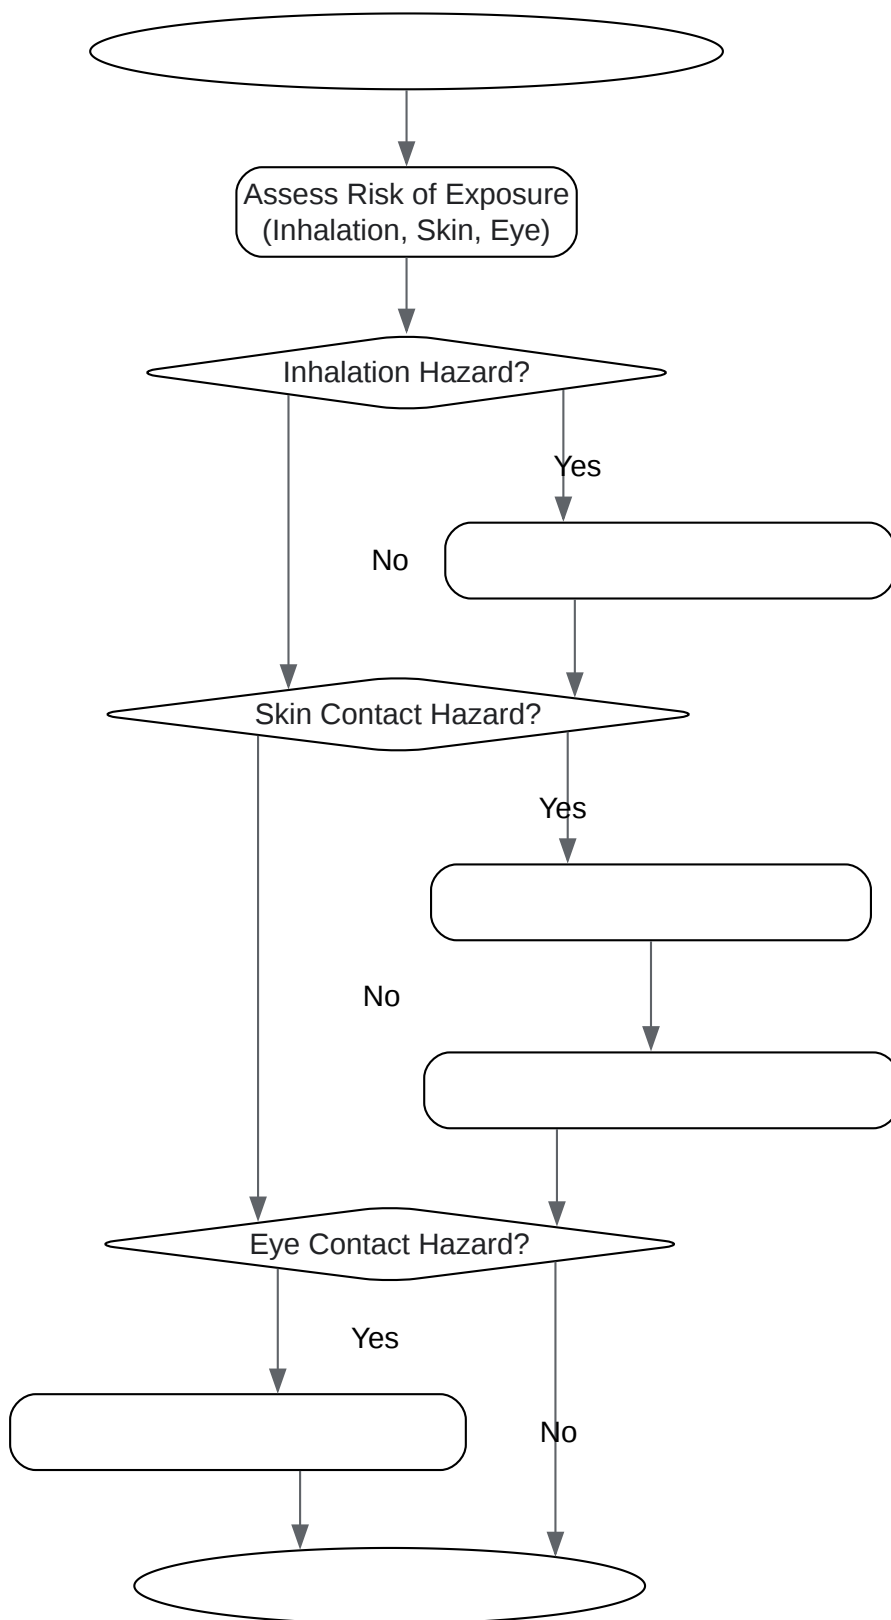 Assess Risk of Exposure
(Inhalation, Skin, Eye)
Inhalation Hazard?
Yes
No
Skin Contact Hazard?
Yes
No
Eye Contact Hazard?
Yes
No